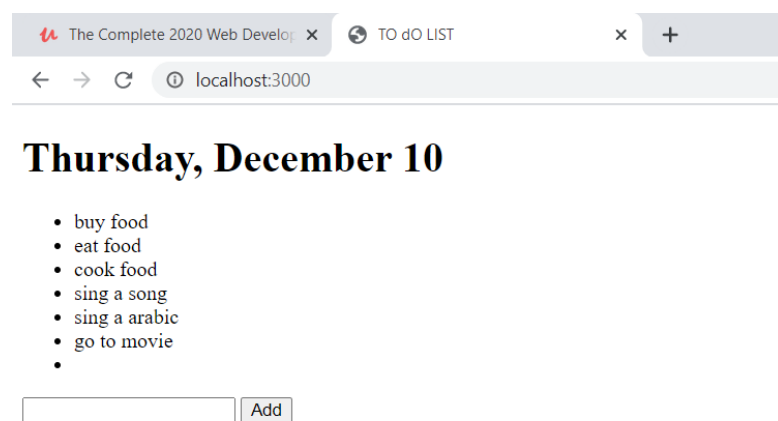 The Complete 2020 Web Develop
TO dO LIST
localhost:3000
Thursday, December 10
buy food
eat food
cook food
sing a song
sing a arabic
go to movie
Add